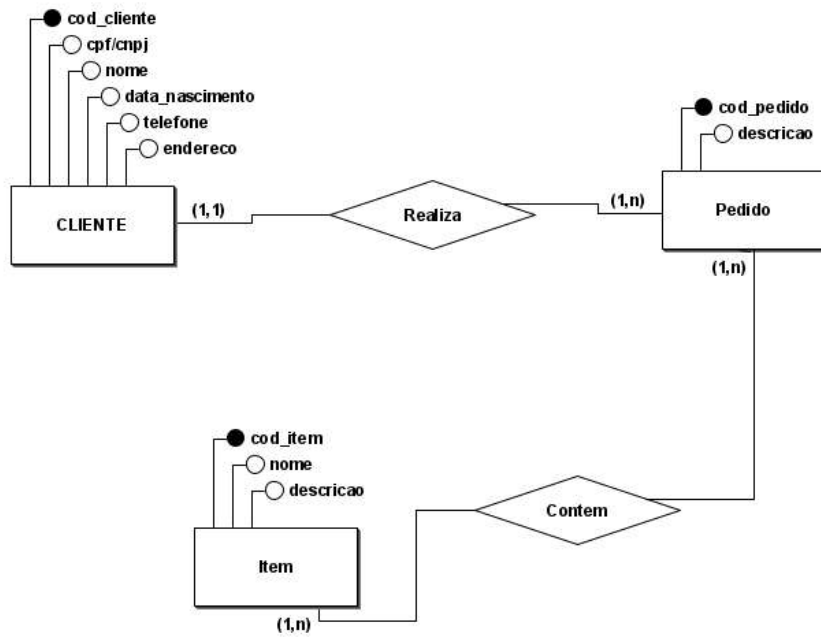 cod_cliente
cpf/cnpj
nome
data_nascimento
telefone
endereco
CLIENTE
(1,1)
Realiza
(1,n)
cod_pedido
descricao
Pedido
(1,n)
cod_item
nome
descricao
Item
(1,n)
Contem